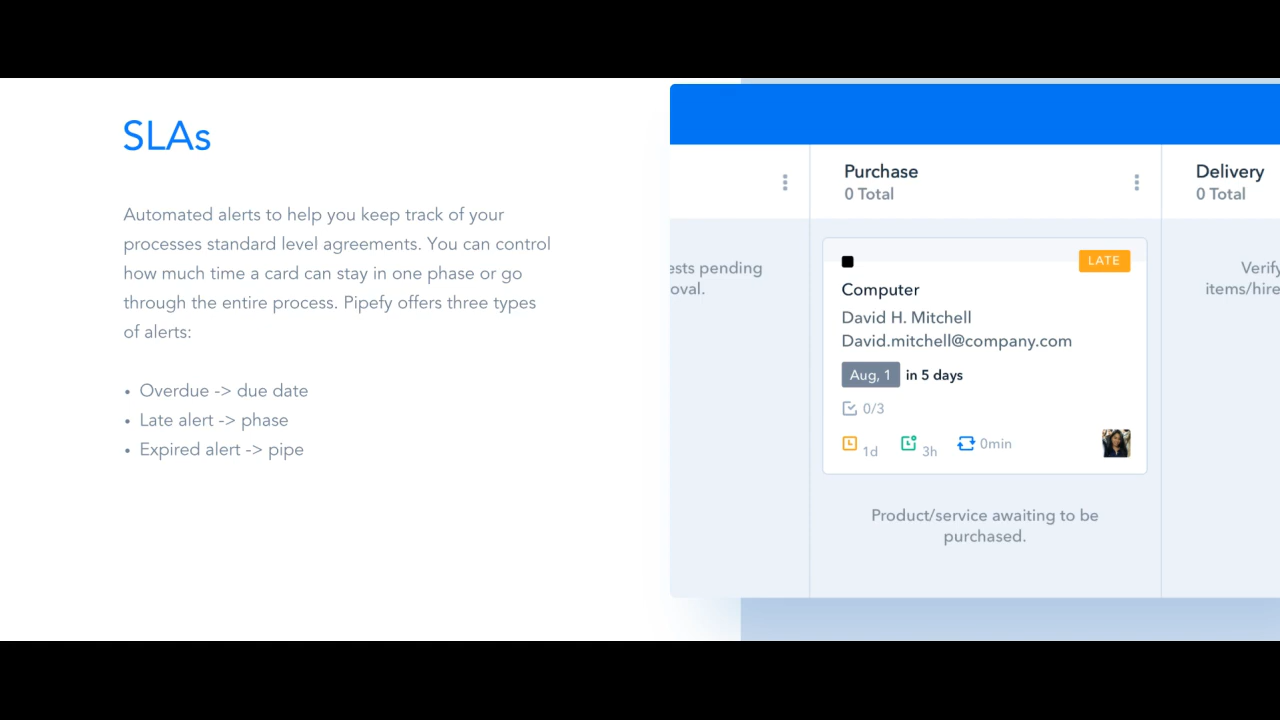 SLAs
Automated alerts to help you keep track of your
processes standard level agreements. You can control
how much time a card can stay in one phase or go
through the entire process. Pipefy offers three types
of alerts:
• Overdue -> due date
• Late alert -> phase
• Expired alert -> pipe
ests pending
oval.
Purchase
0 Total
LATE
Computer
David H. Mitchell
David.mitchell@company.com
Aug, 1 in 5 days
0/3
1d 3h 0min
Product/service awaiting to be
purchased.
Delivery
0 Total
Verify
items/hire